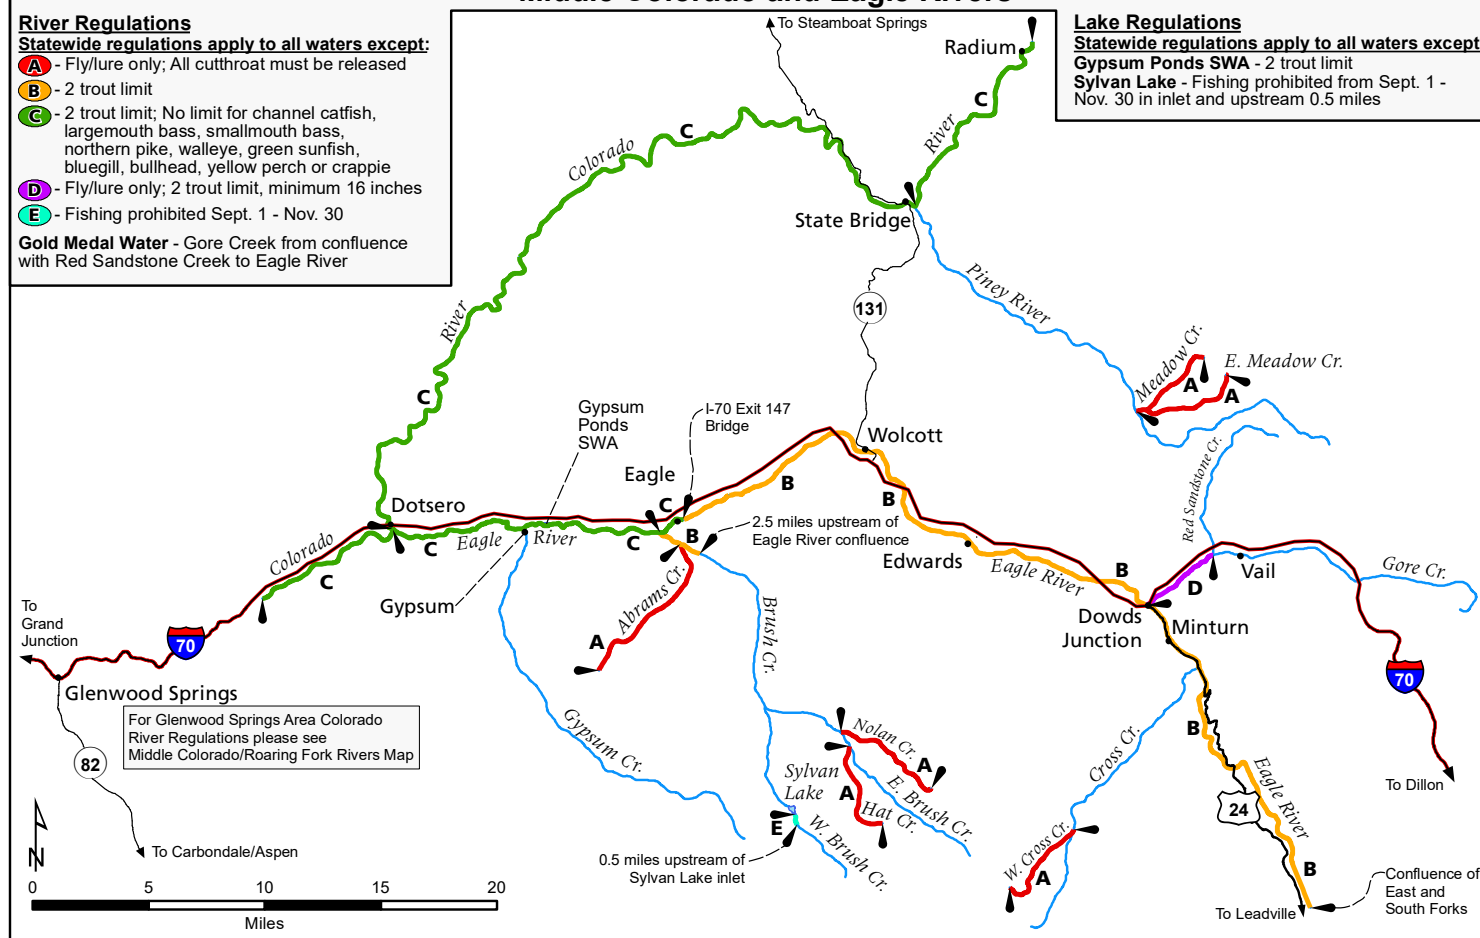 Middle Colorado and Eagle Rivers
River Regulations
Statewide regulations apply to all waters except:
A - Fly/lure only; All cutthroat must be released
B - 2 trout limit
C - 2 trout limit; No limit for channel catfish,
largemouth bass, smallmouth bass,
northern pike, walleye, green sunfish,
bluegill, bullhead, yellow perch or crappie
D - Fly/lure only; 2 trout limit, minimum 16 inches
E - Fishing prohibited Sept. 1 - Nov. 30
Gold Medal Water - Gore Creek from confluence
with Red Sandstone Creek to Eagle River
Lake Regulations
Statewide regulations apply to all waters except
Gypsum Ponds SWA - 2 trout limit
Sylvan Lake - Fishing prohibited from Sept. 1 -
Nov. 30 in inlet and upstream 0.5 miles
To Steamboat Springs
Radium
C
River
C
Colorado
State Bridge
Piney River
131
River
C
Meadow Cr.
A
E. Meadow Cr.
A
Gypsum
Ponds
SWA
I-70 Exit 147
Bridge
Wolcott
Red Sandstone Cr.
Eagle
B
B
Dotsero
C
C
Eagle
River
C
B
2.5 miles upstream of
Eagle River confluence
Edwards
Eagle River
B
Colorado
C
Vail
D
Gore Cr.
Gypsum
Abrams Cr.
A
Brush Cr.
Dowds
Junction
Minturn
To
Grand
Junction
70
70
Glenwood Springs
For Glenwood Springs Area Colorado
River Regulations please see
Middle Colorado/Roaring Fork Rivers Map
82
Gypsum Cr.
Nolan Cr.
A
Sylvan
Lake
A
Hat Cr.
E. Brush Cr.
E
W. Brush Cr.
Cross Cr.
B
Eagle River
24
To Dillon
W. Cross Cr.
A
B
N
To Carbondale/Aspen
0.5 miles upstream of
Sylvan Lake inlet
Confluence of
East and
South Forks
To Leadville
0 5 10 15 20
Miles